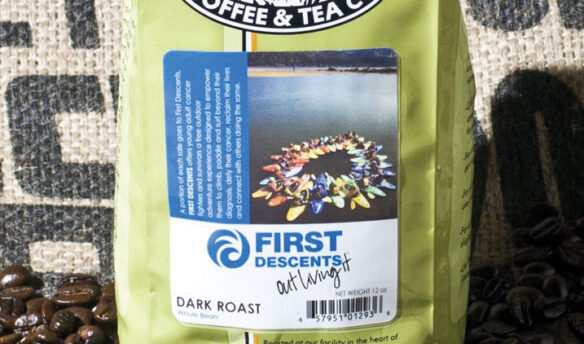 COFFEE & TEA C
A portion of each sale goes to First Descents.
FIRST DESCENTS offers young adult cancer
fighters and survivors a free outdoor
adventure experience designed to empower
them to climb, paddle and surf beyond their
diagnosis, defy their cancer, reclaim their lives
and connect with others doing the same.
FIRST
DESCENTS
out living it
NET WEIGHT 12 oz
DARK ROAST
Whole Bean
6 57951 01293 6
Roasted at our facility in the heart of